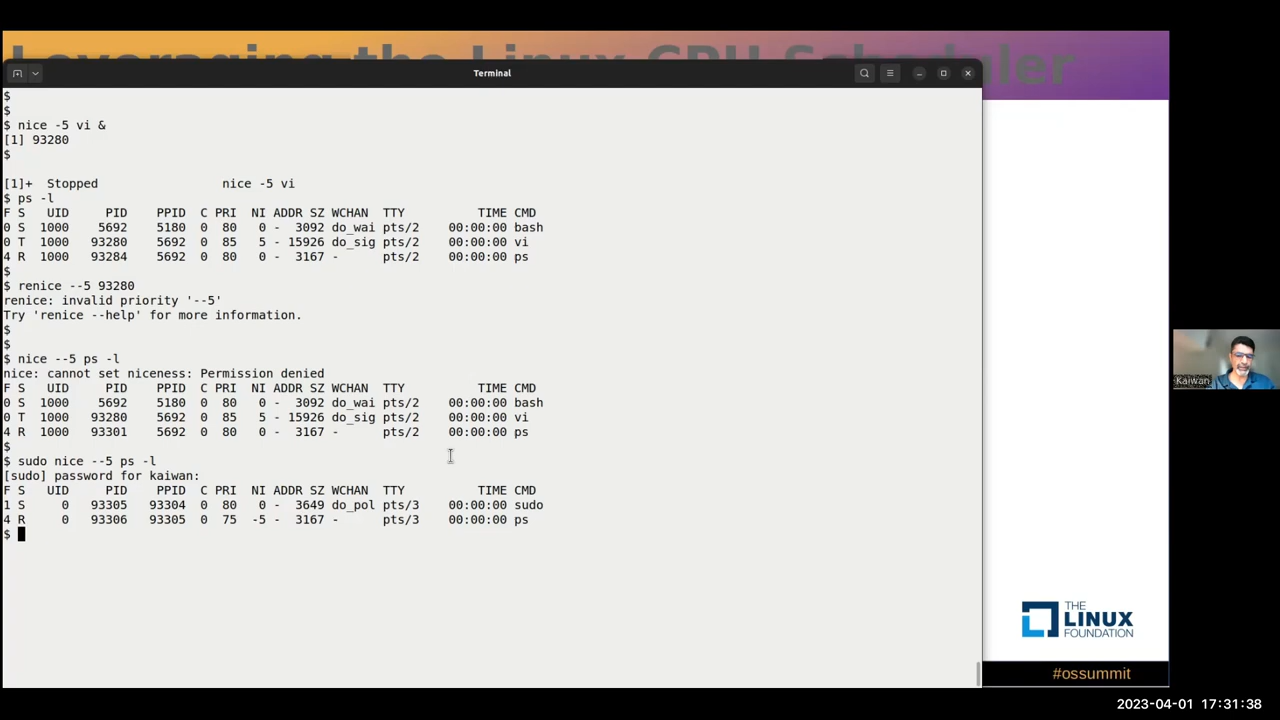 Leveraging the Linux CPU Scheduler
Terminal
$
$
$ nice -5 vi &
[1] 93280
$
[1]+  Stopped                 nice -5 vi
$ ps -l
F S   UID     PID    PPID  C PRI  NI ADDR SZ WCHAN  TTY          TIME CMD
0 S  1000    5692    5180  0  80   0 -  3092 do_wai pts/2    00:00:00 bash
0 T  1000   93280    5692  0  85   5 - 15926 do_sig pts/2    00:00:00 vi
4 R  1000   93284    5692  0  80   0 -  3167 -      pts/2    00:00:00 ps
$
$ renice --5 93280
renice: invalid priority '--5'
Try 'renice --help' for more information.
$
$
$ nice --5 ps -l
nice: cannot set niceness: Permission denied
F S   UID     PID    PPID  C PRI  NI ADDR SZ WCHAN  TTY          TIME CMD
0 S  1000    5692    5180  0  80   0 -  3092 do_wai pts/2    00:00:00 bash
0 T  1000   93280    5692  0  85   5 - 15926 do_sig pts/2    00:00:00 vi
4 R  1000   93301    5692  0  80   0 -  3167 -      pts/2    00:00:00 ps
$
$ sudo nice --5 ps -l
[sudo] password for kaiwan:
F S   UID     PID    PPID  C PRI  NI ADDR SZ WCHAN  TTY          TIME CMD
1 S     0   93305   93304  0  80   0 -  3649 do_pol pts/3    00:00:00 sudo
4 R     0   93306   93305  0  75  -5 -  3167 -      pts/3    00:00:00 ps
$
Kaiwan
THE
LINUX
FOUNDATION
#ossummit
2023-04-01 17:31:38